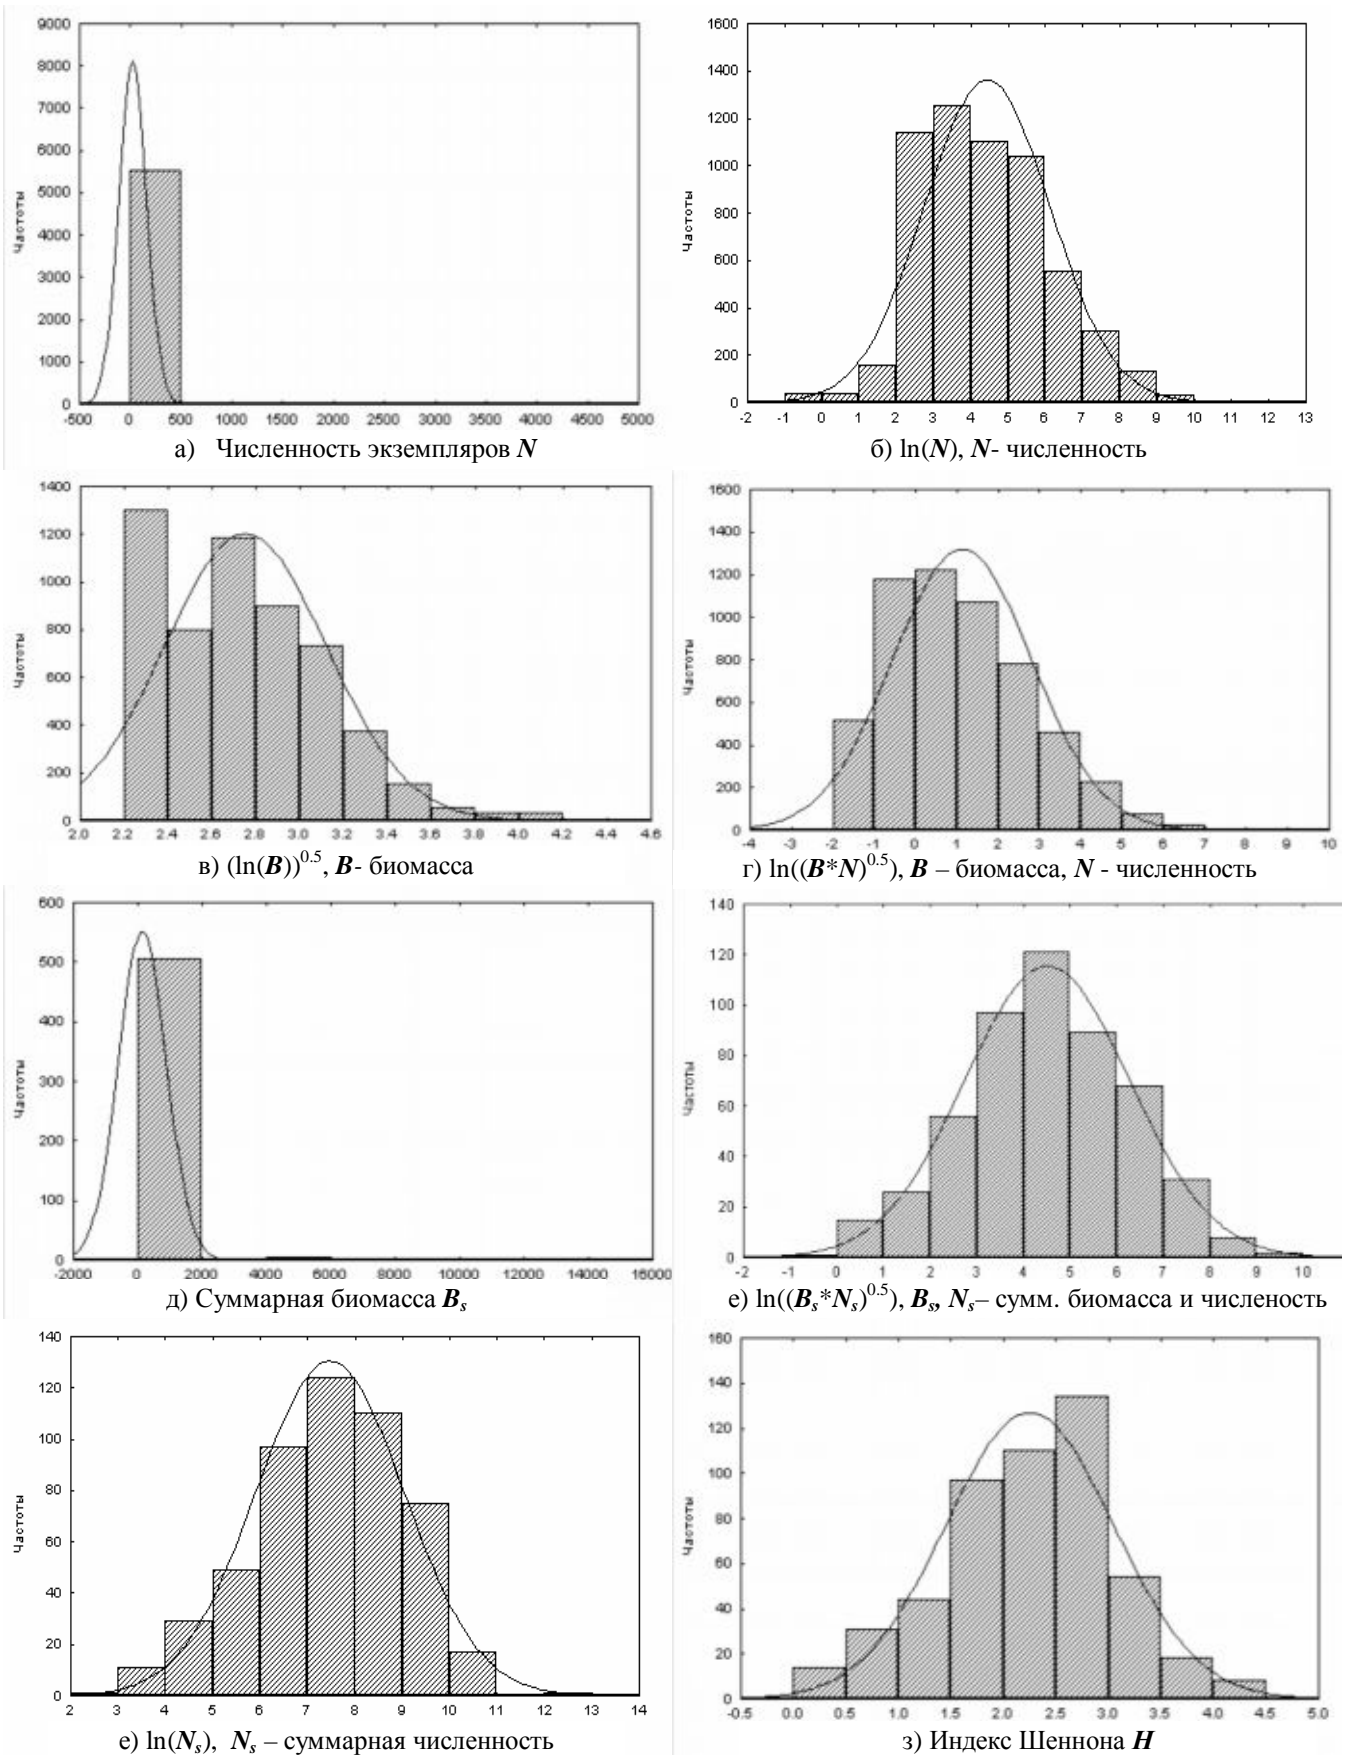 9000
8000
7000
6000
5000
4000
3000
2000
1000
0
Частоты
-500 0 500 1000 1500 2000 2500 3000 3500 4000 4500 5000
а) Численность экземпляров N
1600
1400
1200
1000
800
600
400
200
0
Частоты
-2 -1 0 1 2 3 4 5 6 7 8 9 10 11 12 13
б) ln(N), N- численность
1400
1200
1000
800
600
400
200
0
Частоты
2.0 2.2 2.4 2.6 2.8 3.0 3.2 3.4 3.6 3.8 4.0 4.2 4.4 4.6
в) (ln(B))^0.5, B- биомасса
1600
1400
1200
1000
800
600
400
200
0
Частоты
-4 -3 -2 -1 0 1 2 3 4 5 6 7 8 9 10
г) ln((B*N)^0.5), B – биомасса, N - численность
600
500
400
300
200
100
0
Частоты
-2000 0 2000 4000 6000 8000 10000 12000 14000 16000
д) Суммарная биомасса Bs
140
120
100
80
60
40
20
0
Частоты
-2 -1 0 1 2 3 4 5 6 7 8 9 10
е) ln((Bs*Ns)^0.5), Bs, Ns– сумм. биомасса и числeность
140
120
100
80
60
40
20
0
Частоты
2 3 4 5 6 7 8 9 10 11 12 13 14
е) ln(Ns), Ns – суммарная численность
160
140
120
100
80
60
40
20
0
Частоты
-0.5 0.0 0.5 1.0 1.5 2.0 2.5 3.0 3.5 4.0 4.5 5.0
з) Индекс Шеннона H